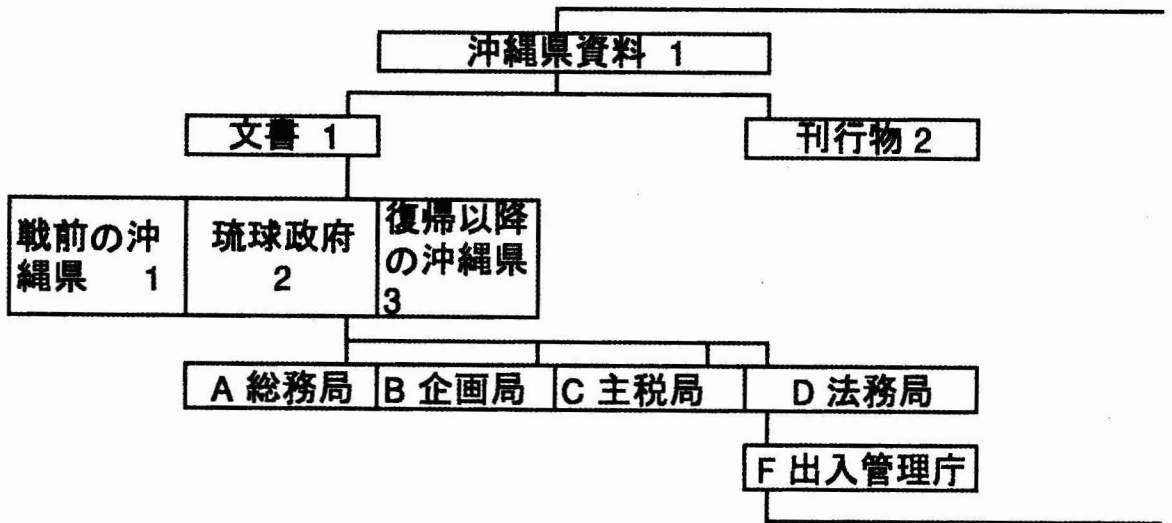 沖縄県資料 1
文書 1
刊行物 2
戦前の沖
縄県 1
琉球政府
2
復帰以降
の沖縄県
3
A 総務局
B 企画局
C 主税局
D 法務局
F 出入管理庁